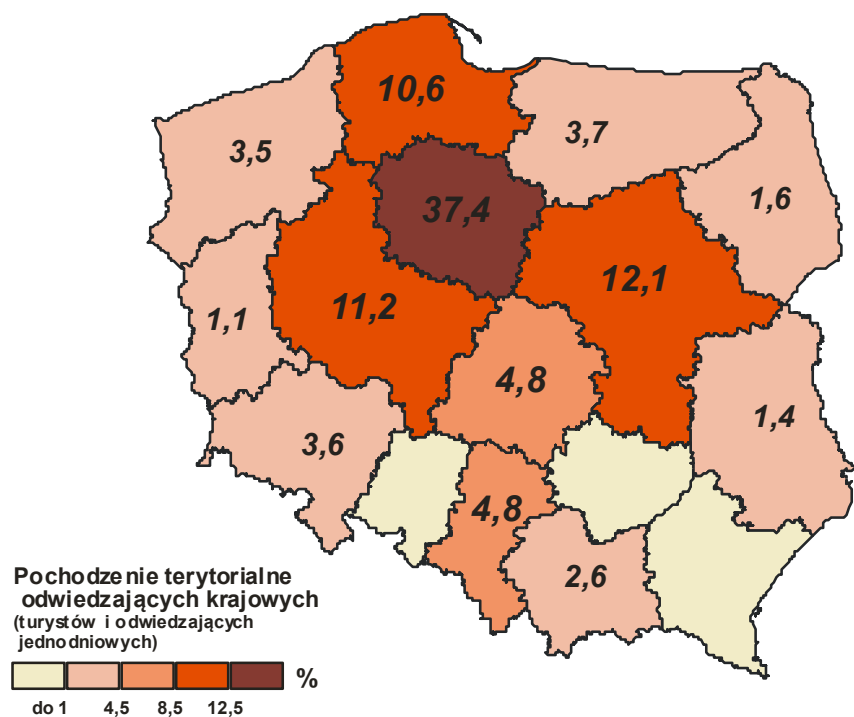 10,6
3,5
3,7
1,6
37,4
12,1
1,1
11,2
4,8
1,4
3,6
4,8
2,6
Pochodzenie terytorialne
odwiedzających krajowych
(turystów i odwiedzających
jednodniowych)
%
do 1 4,5 8,5 12,5